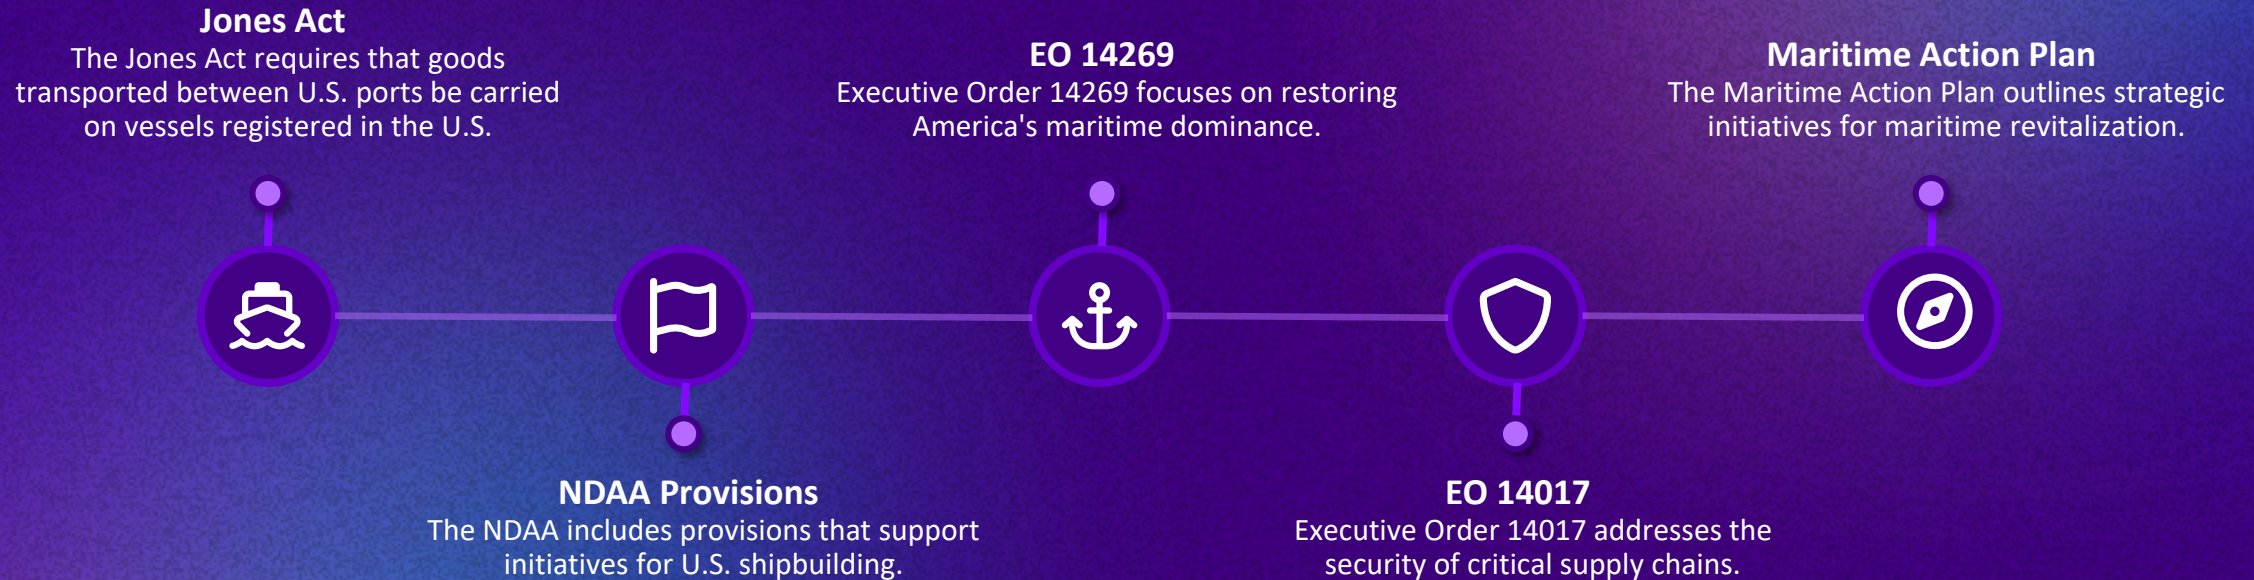 Jones Act
The Jones Act requires that goods
transported between U.S. ports be carried
on vessels registered in the U.S.
NDAA Provisions
The NDAA includes provisions that support
initiatives for U.S. shipbuilding.
EO 14269
Executive Order 14269 focuses on restoring
America's maritime dominance.
EO 14017
Executive Order 14017 addresses the
security of critical supply chains.
Maritime Action Plan
The Maritime Action Plan outlines strategic
initiatives for maritime revitalization.